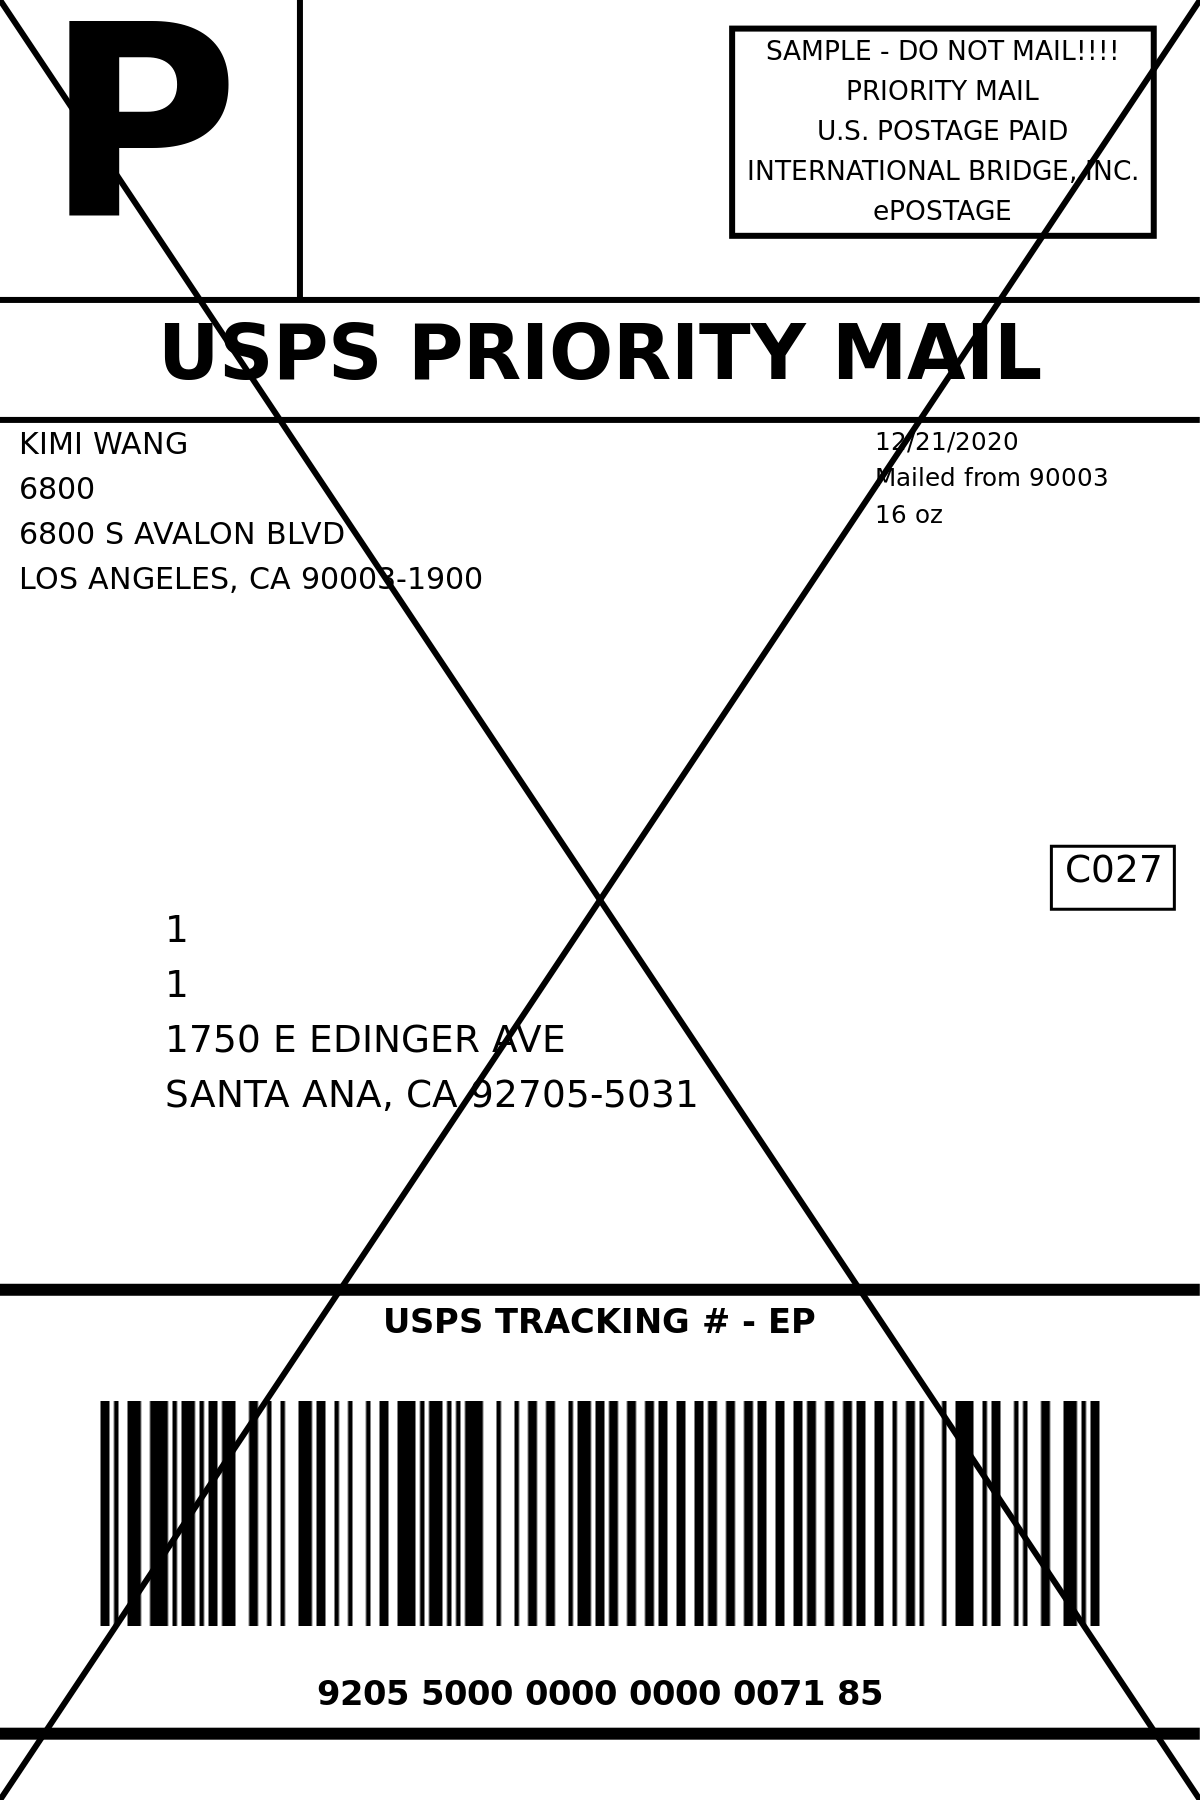 P
SAMPLE - DO NOT MAIL!!!!
PRIORITY MAIL
U.S. POSTAGE PAID
INTERNATIONAL BRIDGE, INC.
ePOSTAGE
USPS PRIORITY MAIL
KIMI WANG
6800
6800 S AVALON BLVD
LOS ANGELES, CA 90003-1900
12/21/2020
Mailed from 90003
16 oz
C027
1
1
1750 E EDINGER AVE
SANTA ANA, CA 92705-5031
USPS TRACKING # - EP
9205 5000 0000 0000 0071 85